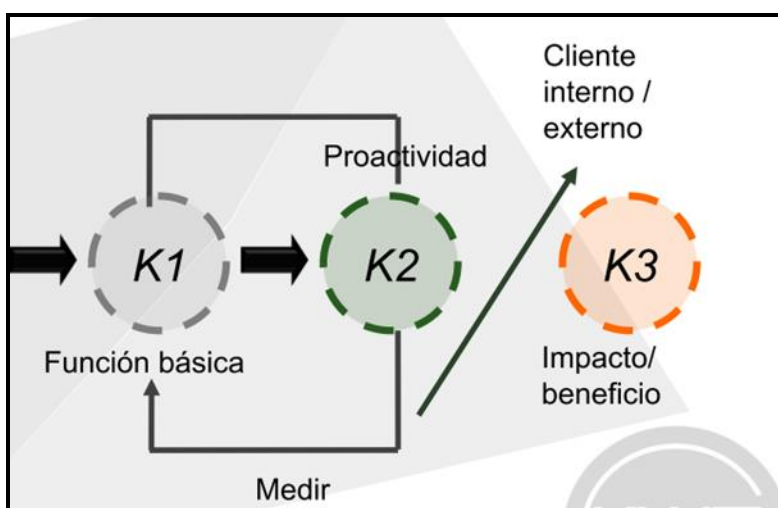 Cliente
interno /
externo
Proactividad
K1
K2
K3
Función básica
Impacto/
beneficio
Medir